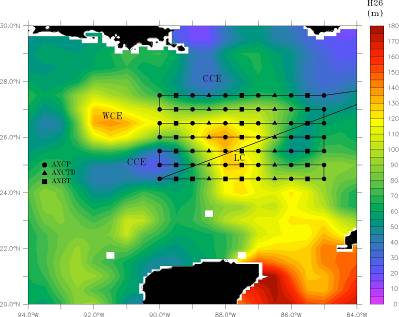 H26
(m)
30.0°N
CCE
28.0°N
WCE
26.0°N
CCE
LC
AXCP
AXCTD
AXBT
24.0°N
22.0°N
20.0°N
94.0°W
92.0°W
90.0°W
88.0°W
86.0°W
84.0°W
180
170
160
150
140
130
120
110
100
90
80
70
60
50
40
30
20
10
0